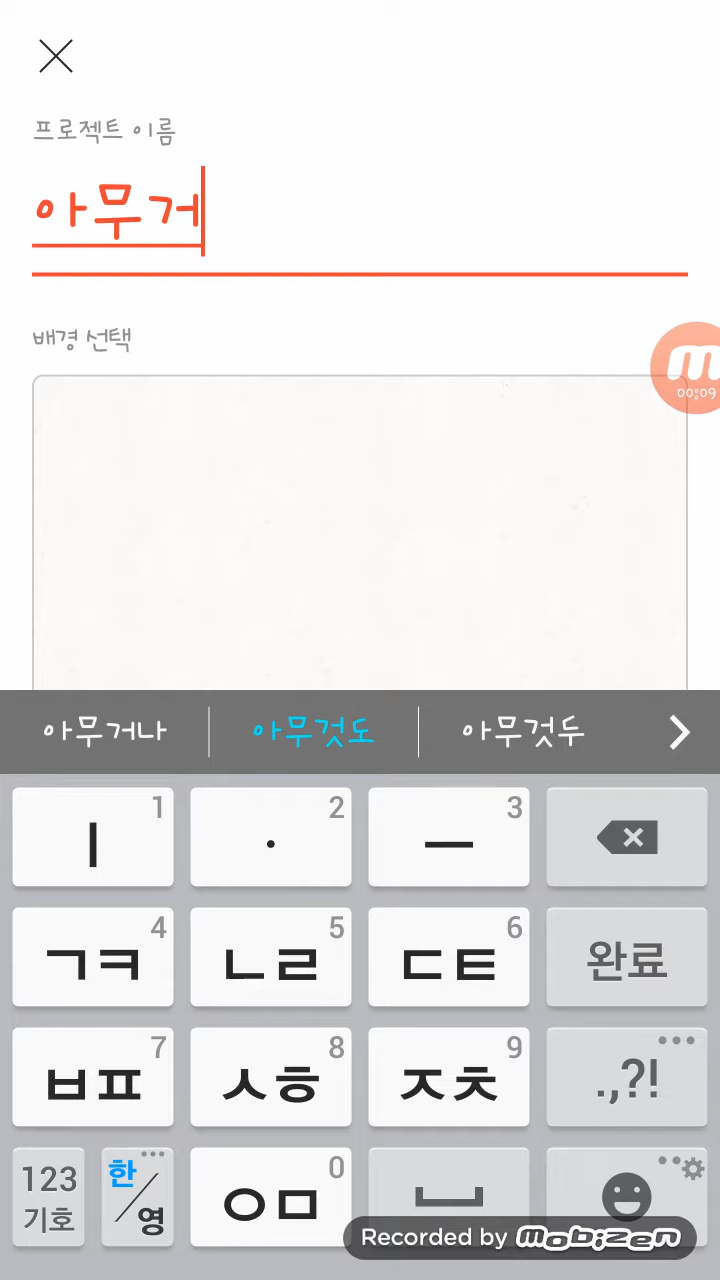 프로젝트 이름
아무거
배경 선택
m
00:09
아무거나 아무것도 아무것두
ㅣ 1 · 2 ㅡ 3
ㄱㅋ 4 ㄴㄹ 5 ㄷㅌ 6 완료
ㅂㅍ 7 ㅅㅎ 8 ㅈㅊ 9 .,?!
123 기호 한/영 ㅇㅁ 0
Recorded by mobizen